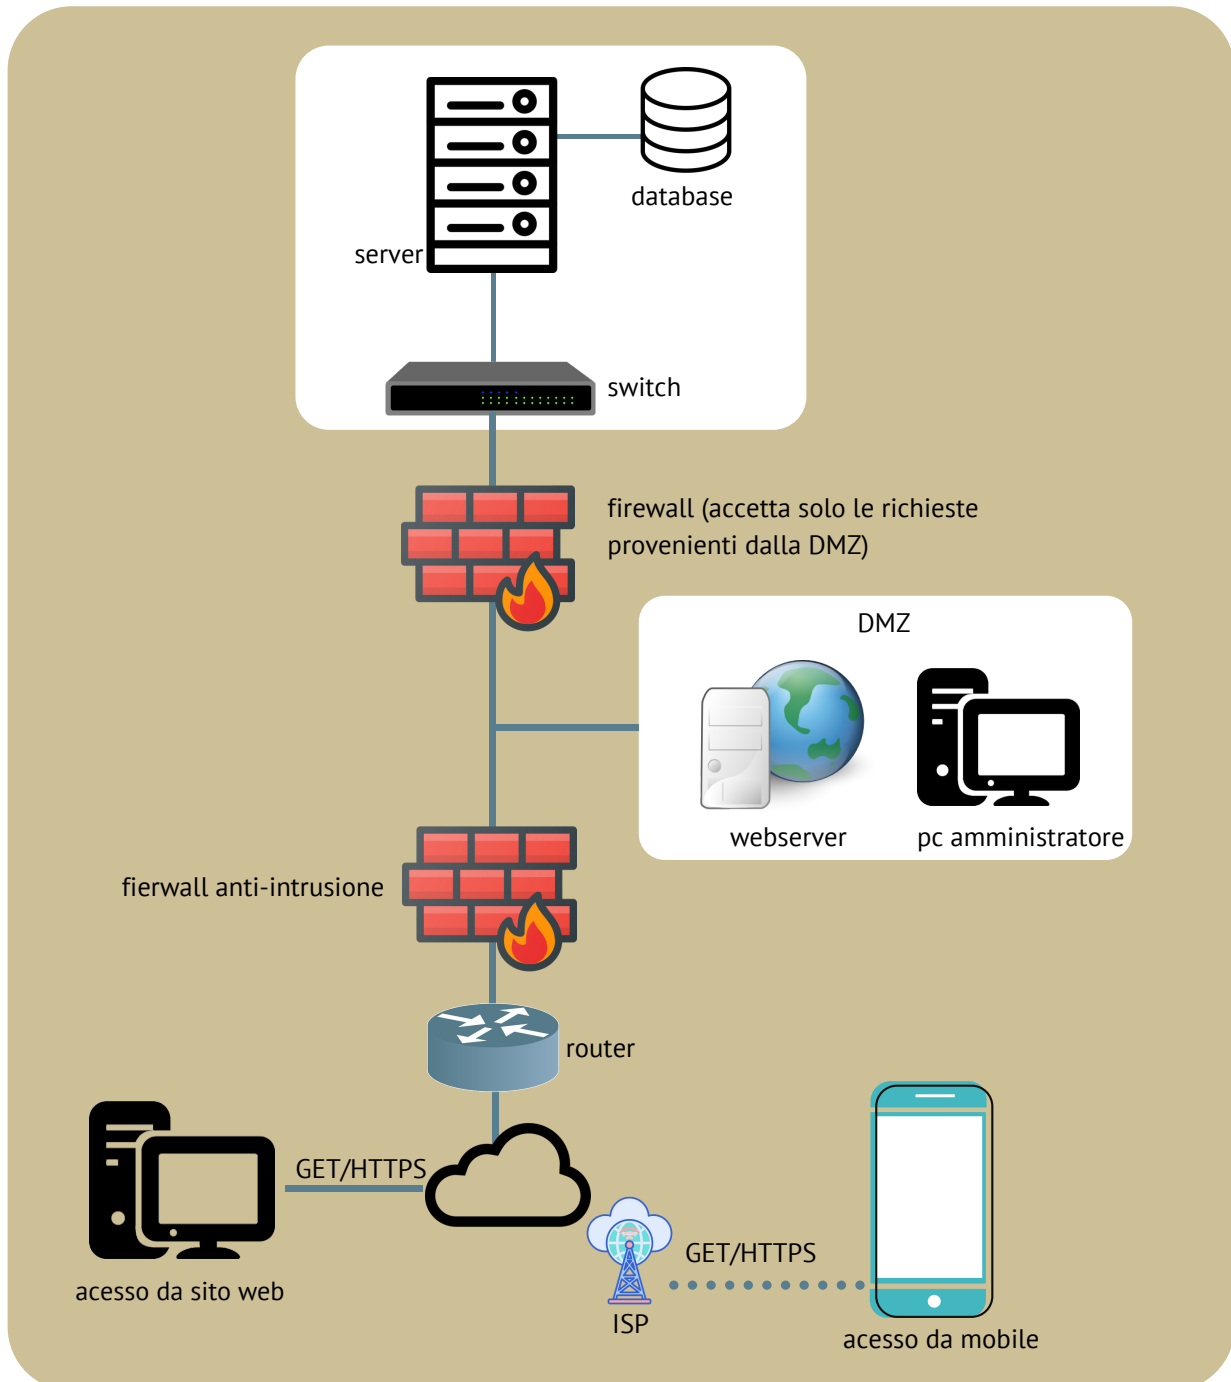 database
server
switch
firewall (accetta solo le richieste
provenienti dalla DMZ)
DMZ
webserver
pc amministratore
fierwall anti-intrusione
router
GET/HTTPS
acesso da sito web
GET/HTTPS
ISP
acesso da mobile